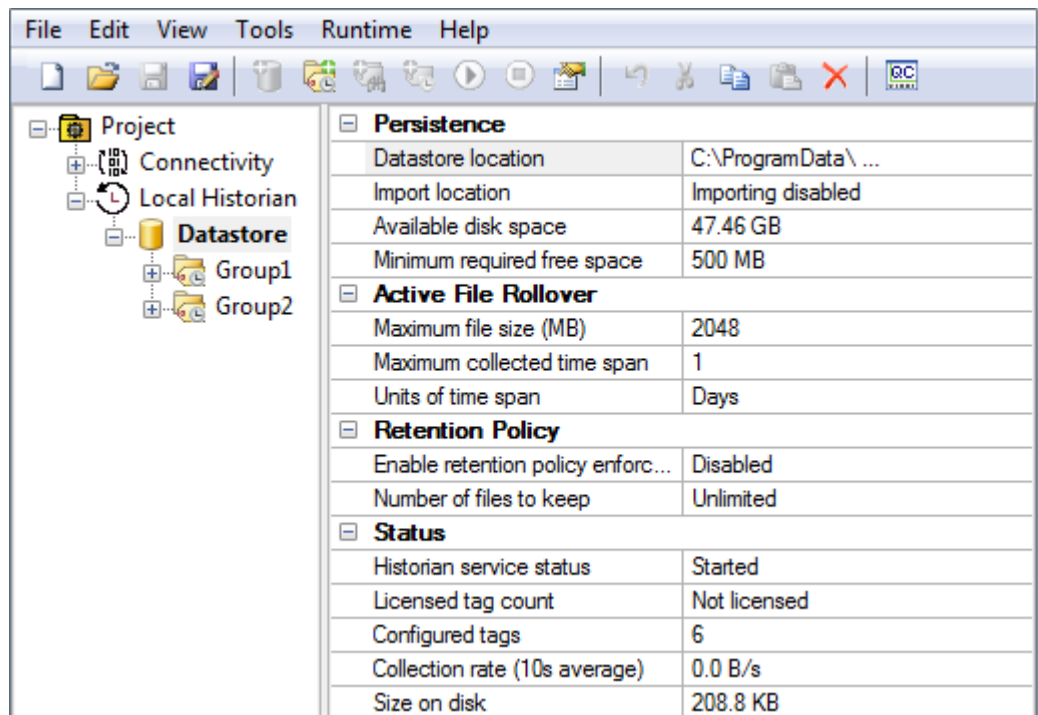 File Edit View Tools Runtime Help
QC
Project
Connectivity
Local Historian
Datastore
Group1
Group2
Persistence
Datastore location C:\ProgramData\ ...
Import location Importing disabled
Available disk space 47.46 GB
Minimum required free space 500 MB
Active File Rollover
Maximum file size (MB) 2048
Maximum collected time span 1
Units of time span Days
Retention Policy
Enable retention policy enforc... Disabled
Number of files to keep Unlimited
Status
Historian service status Started
Licensed tag count Not licensed
Configured tags 6
Collection rate (10s average) 0.0 B/s
Size on disk 208.8 KB